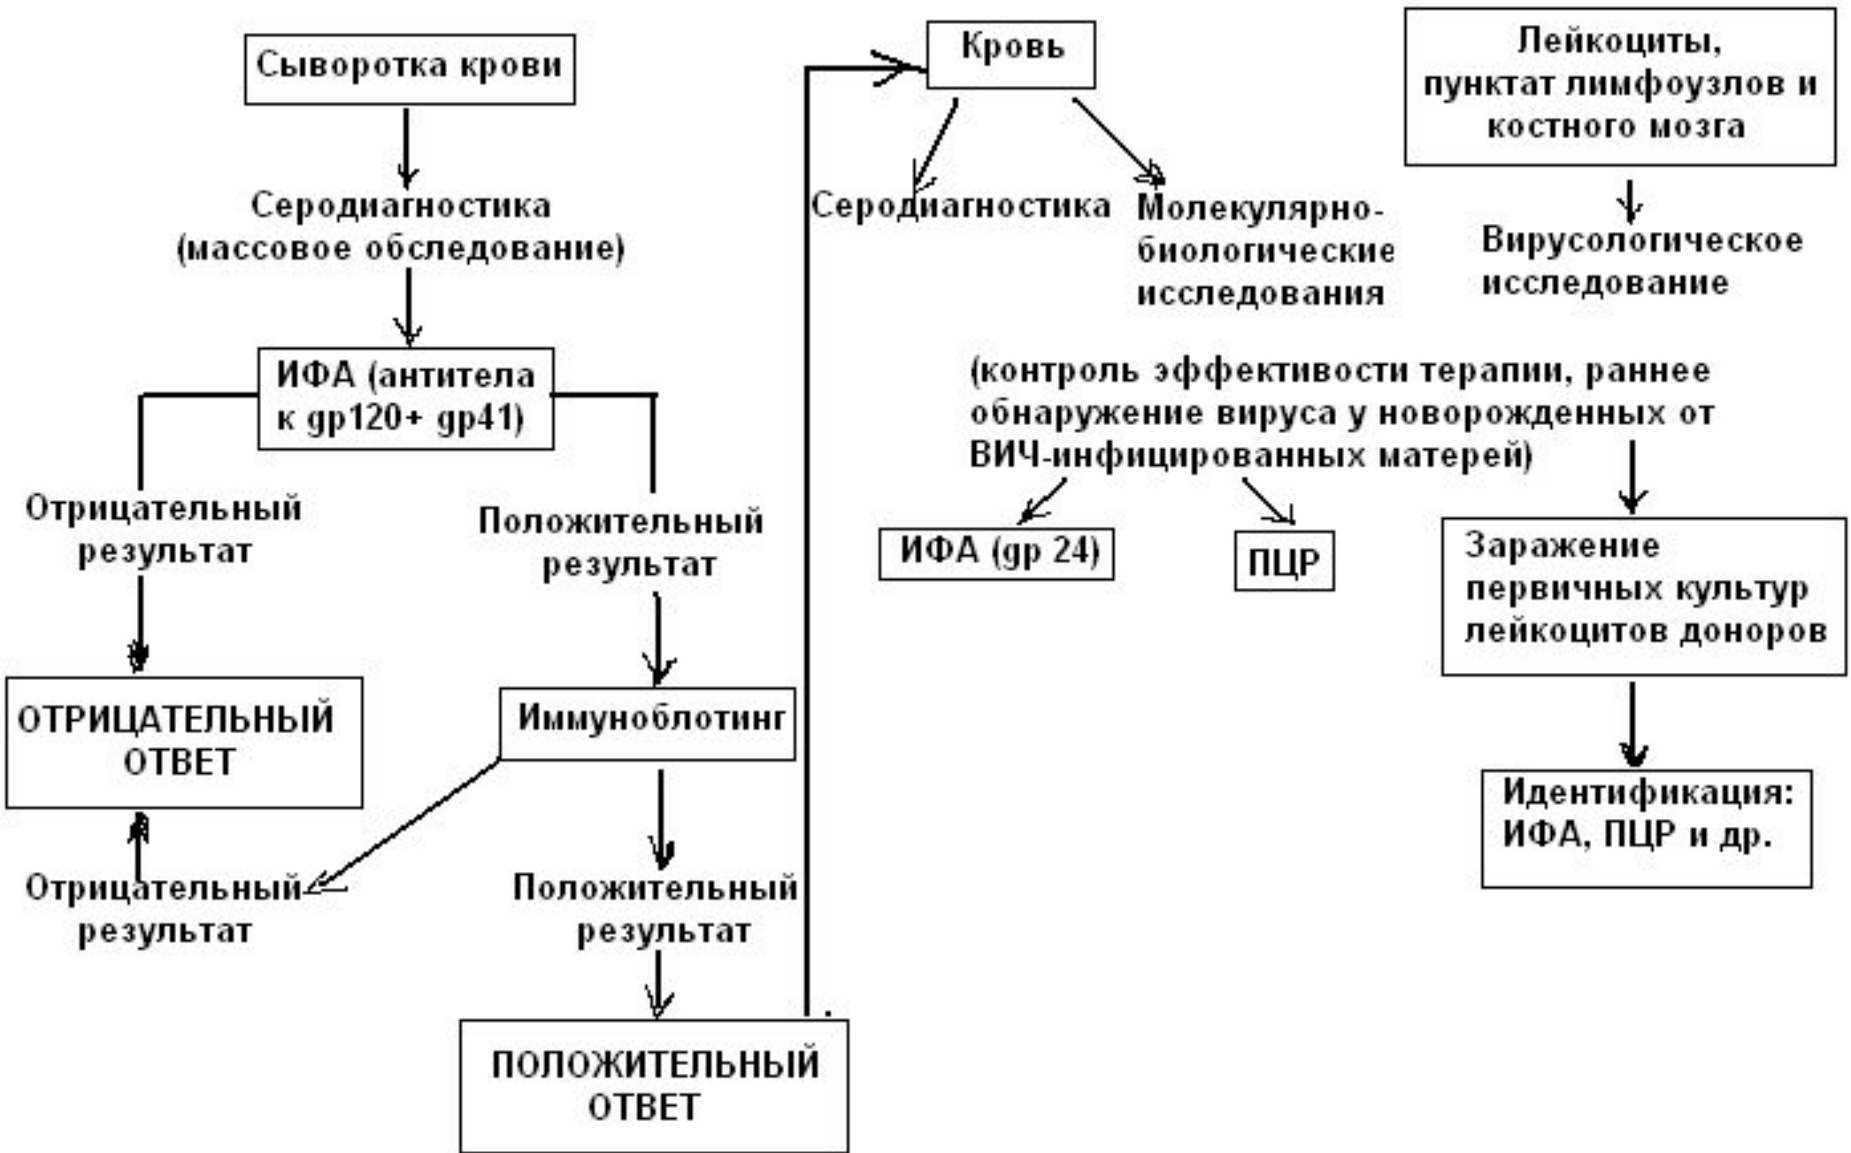 Сыворотка крови
Серодиагностика
(массовое обследование)
ИФА (антитела
к gp120+ gp41)
Отрицательный
результат
Положительный
результат
ОТРИЦАТЕЛЬНЫЙ
ОТВЕТ
Иммуноблотинг
Отрицательный
результат
Положительный
результат
ПОЛОЖИТЕЛЬНЫЙ
ОТВЕТ
Кровь
Серодиагностика
Молекулярно-
биологические
исследования
(контроль эффективости терапии, раннее
обнаружение вируса у новорожденных от
ВИЧ-инфицированных матерей)
ИФА (gp 24)
ПЦР
Лейкоциты,
пунктат лимфоузлов и
костного мозга
Вирусологическое
исследование
Заражение
первичных культур
лейкоцитов доноров
Идентификация:
ИФА, ПЦР и др.